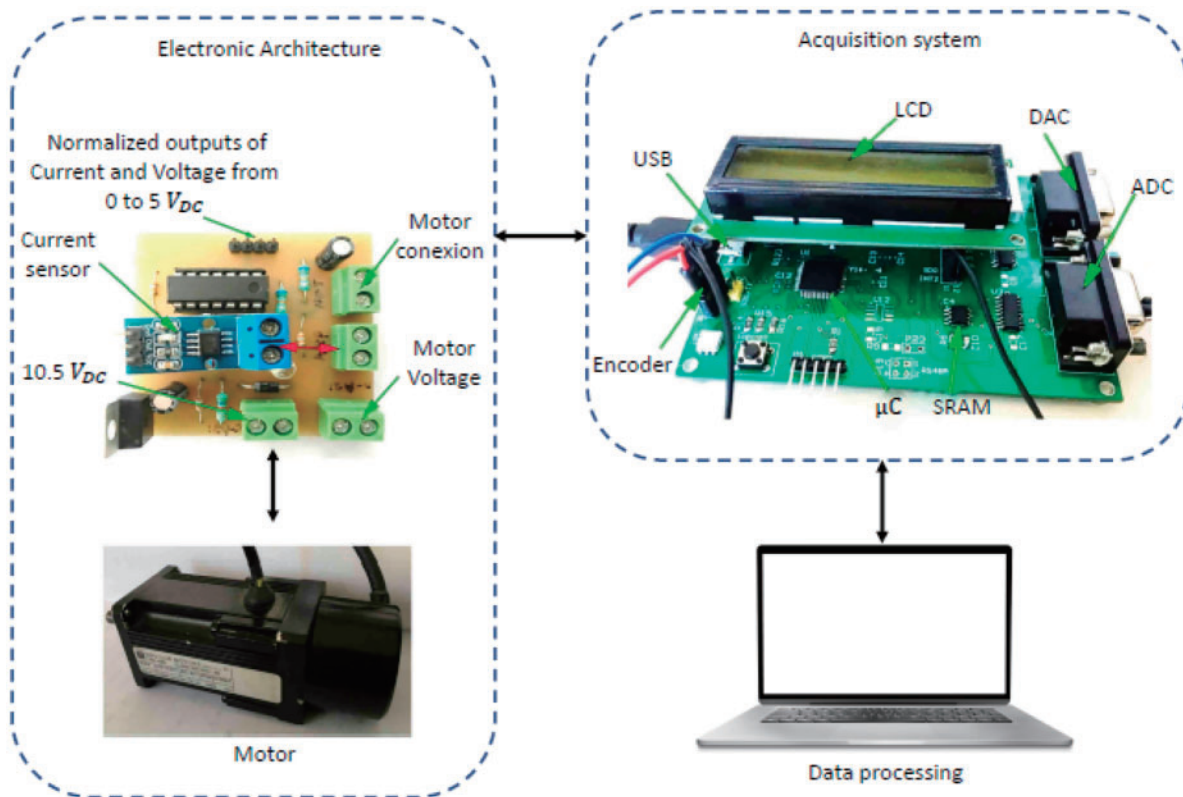 Electronic Architecture
Normalized outputs of
Current and Voltage from
0 to 5 V_DC
Current
sensor
Motor
conexion
10.5 V_DC
Motor
Voltage
Motor
Acquisition system
LCD
DAC
USB
ADC
Encoder
μC
SRAM
Data processing